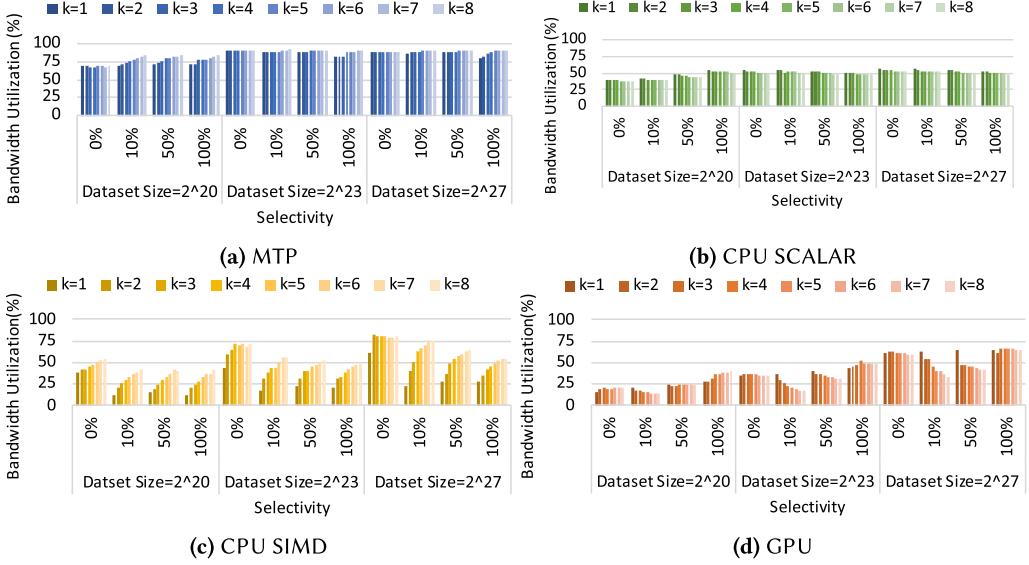 k=1 k=2 k=3 k=4 k=5 k=6 k=7 k=8
Bandwidth Utilization (%)
100
75
50
25
0
0% 10% 50% 100% 0% 10% 50% 100% 0% 10% 50% 100%
Dataset Size=2^20 Dataset Size=2^23 Dataset Size=2^27
Selectivity
(a) MTP
k=1 k=2 k=3 k=4 k=5 k=6 k=7 k=8
Bandwidth Utilization (%)
100
75
50
25
0
0% 10% 50% 100% 0% 10% 50% 100% 0% 10% 50% 100%
Dataset Size=2^20 Dataset Size=2^23 Dataset Size=2^27
Selectivity
(b) CPU SCALAR
k=1 k=2 k=3 k=4 k=5 k=6 k=7 k=8
Bandwidth Utilization(%)
100
75
50
25
0
0% 10% 50% 100% 0% 10% 50% 100% 0% 10% 50% 100%
Datset Size=2^20 Dataset Size=2^23 Dataset Size=2^27
Selectivity
(c) CPU SIMD
k=1 k=2 k=3 k=4 k=5 k=6 k=7 k=8
Bandwidth Utilization(%)
100
75
50
25
0
0% 10% 50% 100% 0% 10% 50% 100% 0% 10% 50% 100%
Dataset Size=2^20 Dataset Size=2^23 Dataset Size=2^27
Selectivity
(d) GPU